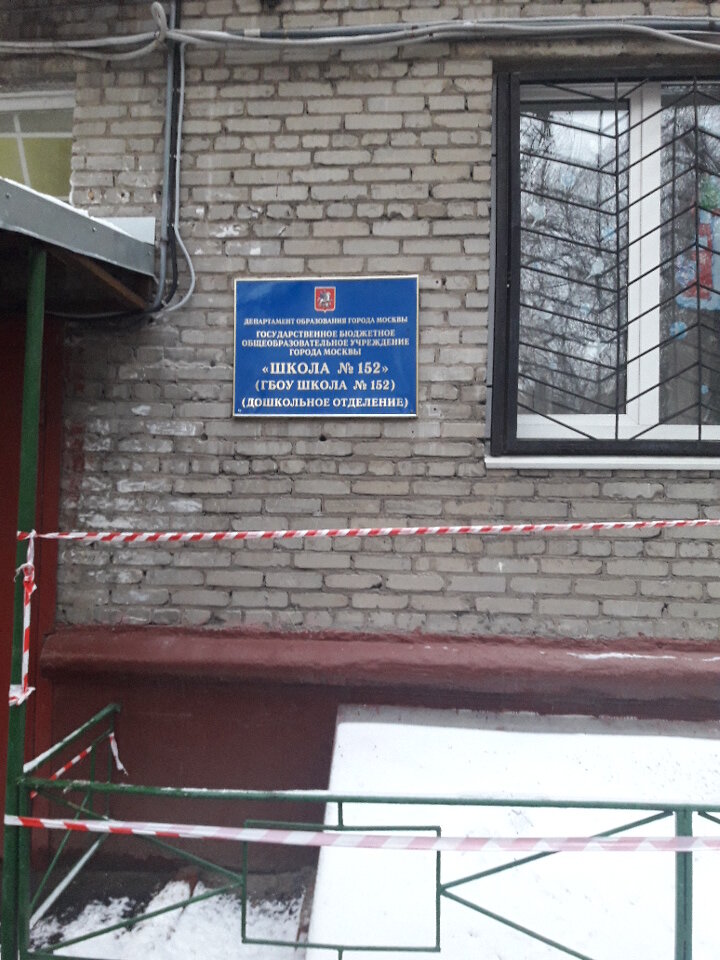 ДЕПАРТАМЕНТ ОБРАЗОВАНИЯ ГОРОДА МОСКВЫ
ГОСУДАРСТВЕННОЕ БЮДЖЕТНОЕ
ОБЩЕОБРАЗОВАТЕЛЬНОЕ УЧРЕЖДЕНИЕ
ГОРОДА МОСКВЫ
«ШКОЛА № 152»
(ГБОУ ШКОЛА № 152)
(ДОШКОЛЬНОЕ ОТДЕЛЕНИЕ)